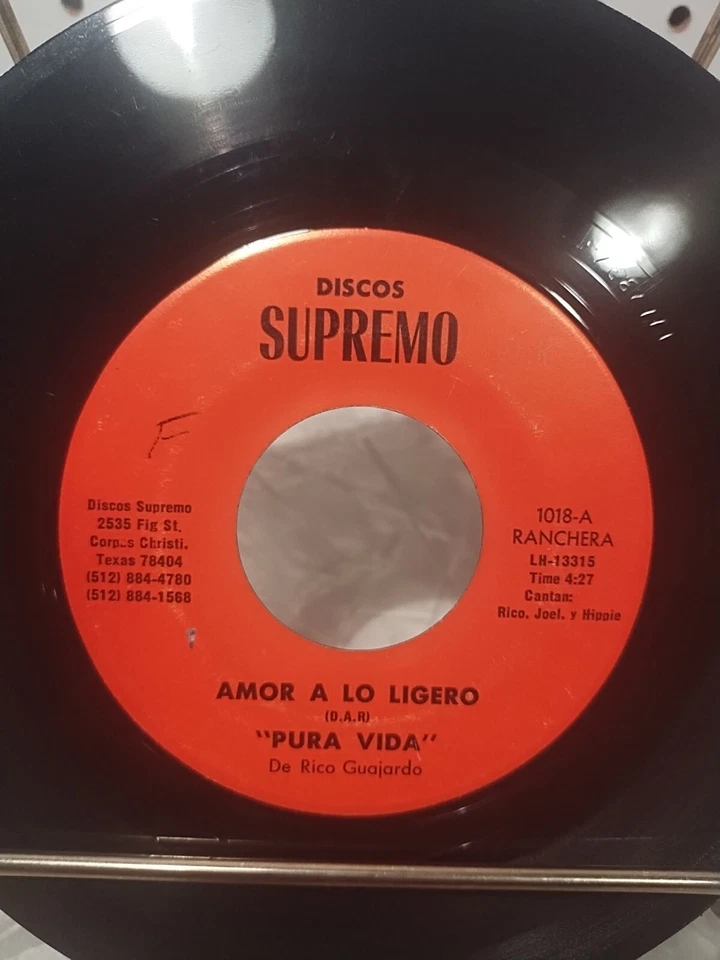 DISCOS
SUPREMO
F
Discos Supremo
2535 Fig St.
Corpus Christi,
Texas 78404
(512) 884-4780
(512) 884-1568
1018-A
RANCHERA
LH-13315
Time 4:27
Cantan:
Rico, Joel, y Hippie
AMOR A LO LIGERO
(D.A.R)
"PURA VIDA"
De Rico Guajardo